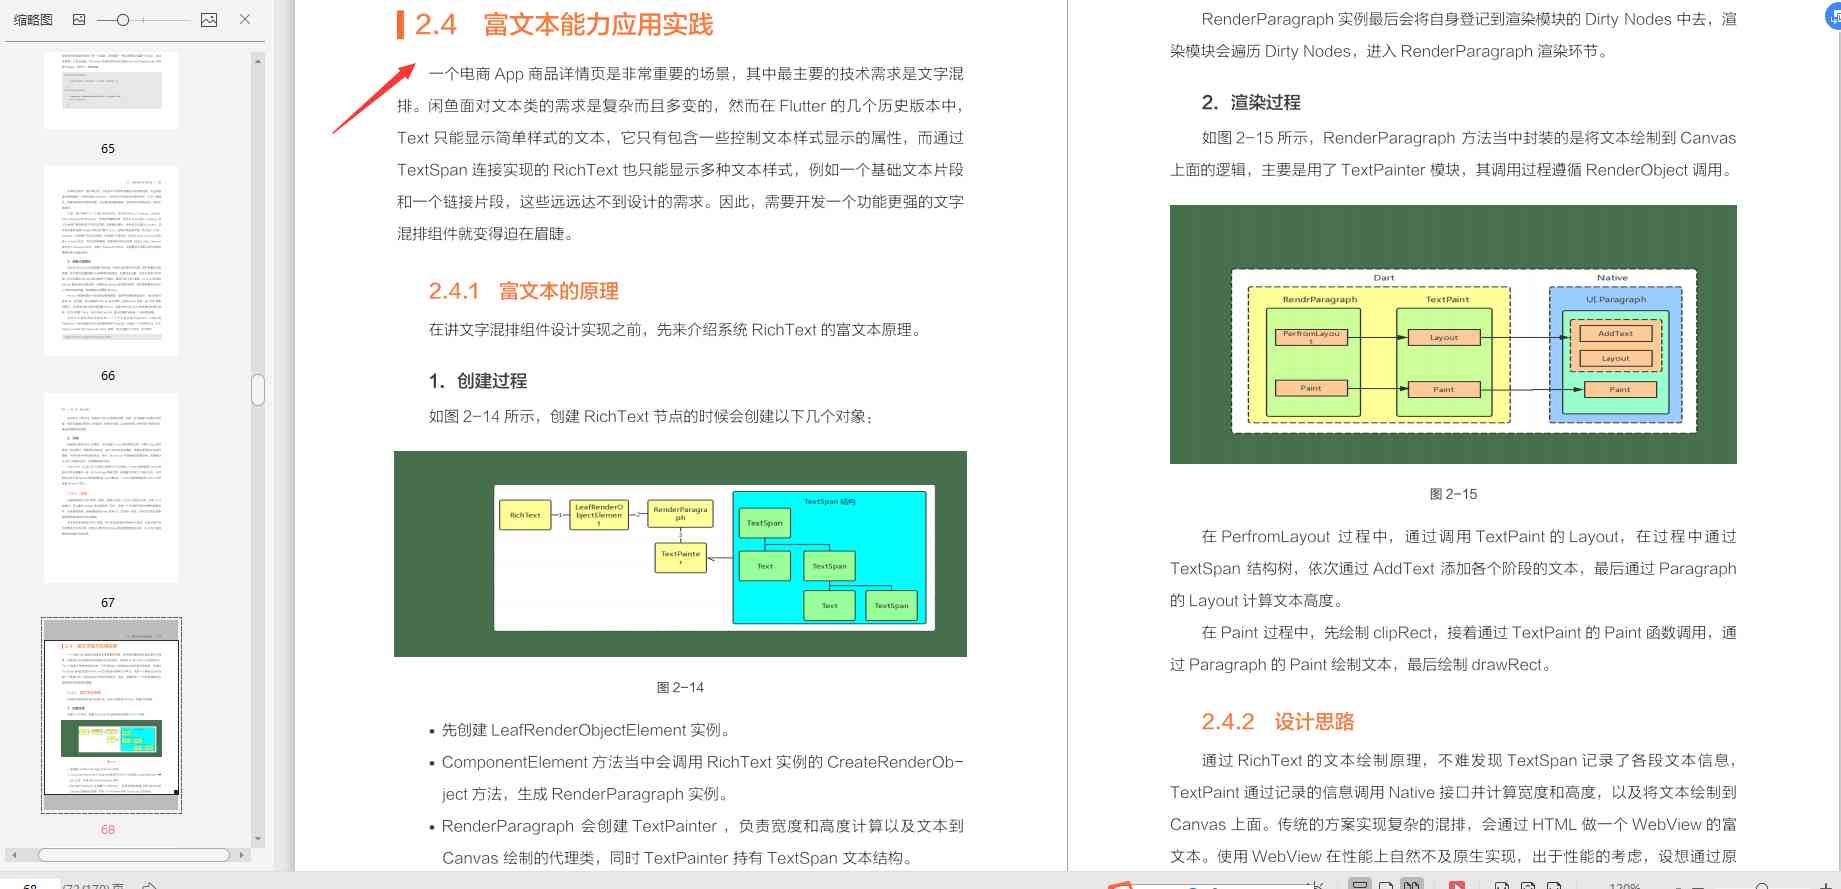 缩略图
65
66
67
68
2.4 富文本能力应用实践
一个电商 App 商品详情页是非常重要的场景，其中最主要的技术需求是文字混
排。闲鱼面对文本类的需求是复杂而且多变的，然而在 Flutter 的几个历史版本中，
Text 只能显示简单样式的文本，它只有包含一些控制文本样式显示的属性，而通过
TextSpan 连接实现的 RichText 也只能显示多种文本样式，例如一个基础文本片段
和一个链接片段，这些远远达不到设计的需求。因此，需要开发一个功能更强的文字
混排组件就变得迫在眉睫。
2.4.1 富文本的原理
在讲文字混排组件设计实现之前，先来介绍系统 RichText 的富文本原理。
1. 创建过程
如图 2-14 所示，创建 RichText 节点的时候会创建以下几个对象：
RichText
1
LeafRenderO
bjectElemen
t
2
RenderParagra
ph
3
TextPainte
r
TextSpan 结构
TextSpan
Text
TextSpan
Text
TextSpan
图 2-14
• 先创建 LeafRenderObjectElement 实例。
• ComponentElement 方法当中会调用 RichText 实例的 CreateRenderOb-
ject 方法，生成 RenderParagraph 实例。
• RenderParagraph 会创建 TextPainter ，负责宽度和高度计算以及文本到
Canvas 绘制的代理类，同时 TextPainter 持有 TextSpan 文本结构。
RenderParagraph 实例最后会将自身登记到渲染模块的 Dirty Nodes 中去，渲
染模块会遍历 Dirty Nodes，进入 RenderParagraph 渲染环节。
2. 渲染过程
如图 2-15 所示，RenderParagraph 方法当中封装的是将文本绘制到 Canvas
上面的逻辑，主要是用了 TextPainter 模块，其调用过程遵循 RenderObject 调用。
Dart
Native
RendrParagraph
TextPaint
UI.Paragraph
PerfromLayou
t
Layout
AddText
Layout
Paint
Paint
Paint
图 2-15
在 PerfromLayout 过程中，通过调用 TextPaint 的 Layout，在过程中通过
TextSpan 结构树，依次通过 AddText 添加各个阶段的文本，最后通过 Paragraph
的 Layout 计算文本高度。
在 Paint 过程中，先绘制 clipRect，接着通过 TextPaint 的 Paint 函数调用，通
过 Paragraph 的 Paint 绘制文本，最后绘制 drawRect。
2.4.2 设计思路
通过 RichText 的文本绘制原理，不难发现 TextSpan 记录了各段文本信息，
TextPaint 通过记录的信息调用 Native 接口并计算宽度和高度，以及将文本绘制到
Canvas 上面。传统的方案实现复杂的混排，会通过 HTML 做一个 WebView 的富
文本。使用 WebView 在性能上自然不及原生实现，出于性能的考虑，设想通过原
68
(72/170)页
120%